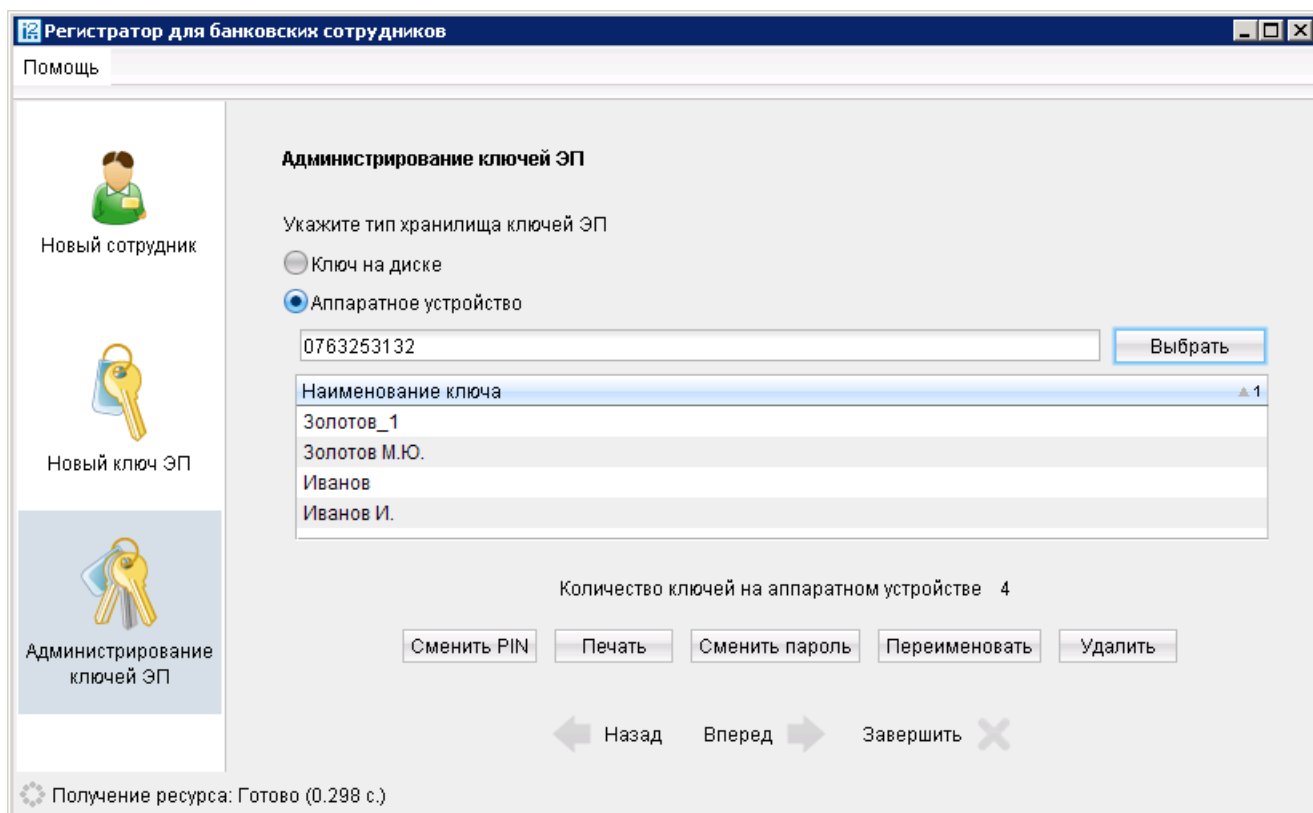 Регистратор для банковских сотрудников
Помощь
Новый сотрудник
Новый ключ ЭП
Администрирование
ключей ЭП
Администрирование ключей ЭП
Укажите тип хранилища ключей ЭП
Ключ на диске
Аппаратное устройство
0763253132
Выбрать
Наименование ключа 1
Золотов_1
Золотов М.Ю.
Иванов
Иванов И.
Количество ключей на аппаратном устройстве 4
Сменить PIN Печать Сменить пароль Переименовать Удалить
Назад Вперед Завершить
Получение ресурса: Готово (0.298 с.)